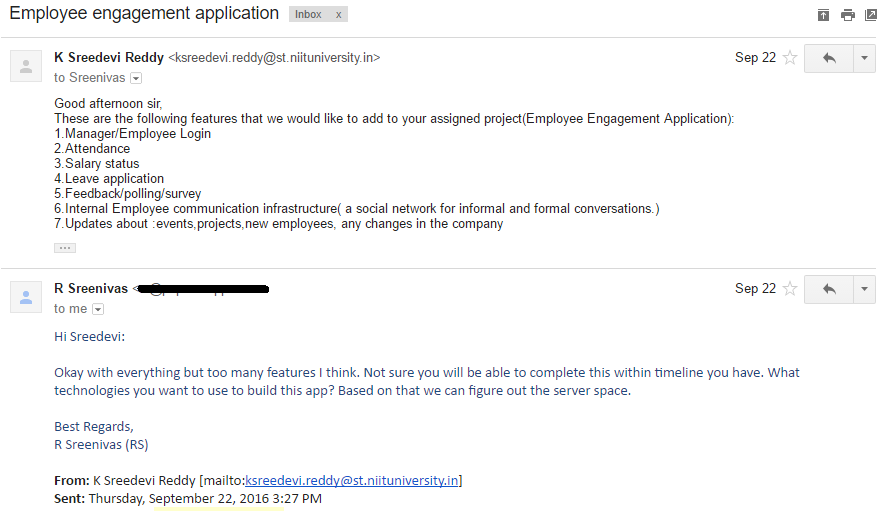 Employee engagement application Inbox x
K Sreedevi Reddy <ksreedevi.reddy@st.niituniversity.in> Sep 22
to Sreenivas
Good afternoon sir,
These are the following features that we would like to add to your assigned project(Employee Engagement Application):
1.Manager/Employee Login
2.Attendance
3.Salary status
4.Leave application
5.Feedback/polling/survey
6.Internal Employee communication infrastructure( a social network for informal and formal conversations.)
7.Updates about :events,projects,new employees, any changes in the company
R Sreenivas < Sep 22
to me
Hi Sreedevi:
Okay with everything but too many features I think. Not sure you will be able to complete this within timeline you have. What
technologies you want to use to build this app? Based on that we can figure out the server space.
Best Regards,
R Sreenivas (RS)
From: K Sreedevi Reddy [mailto:ksreedevi.reddy@st.niituniversity.in]
Sent: Thursday, September 22, 2016 3:27 PM